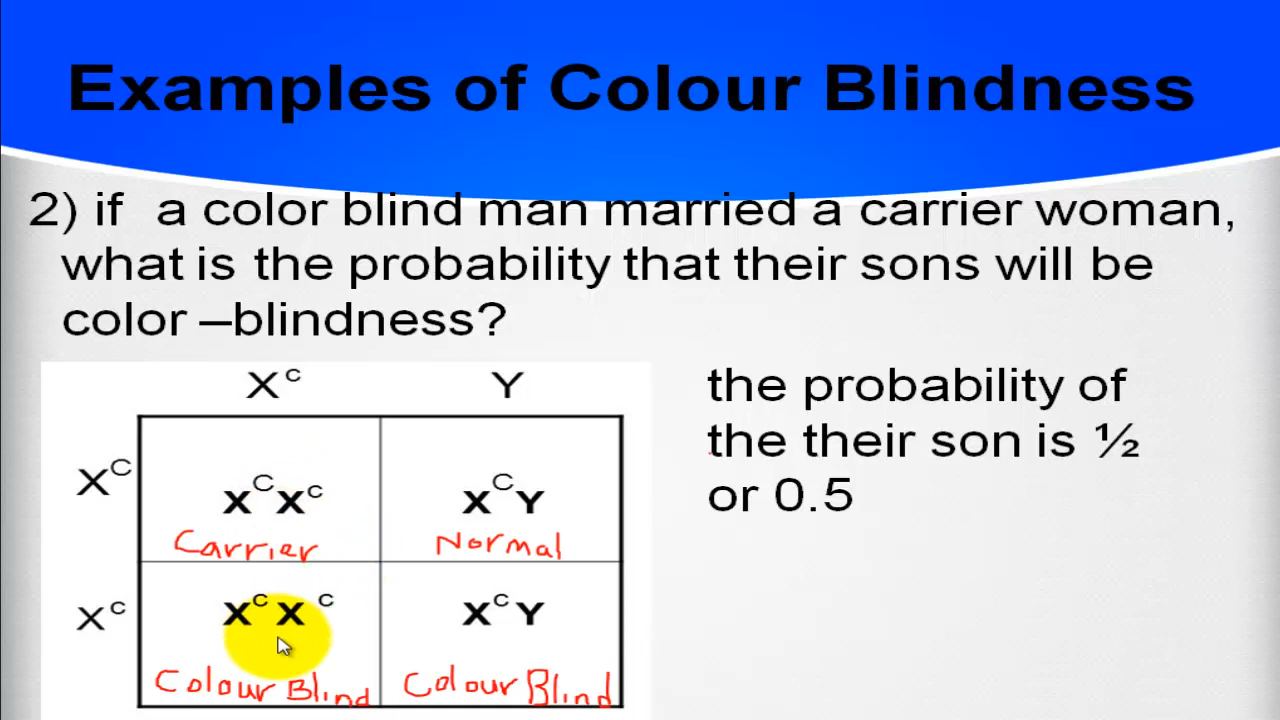 Examples of Colour Blindness
2) if a color blind man married a carrier woman,
what is the probability that their sons will be
color –blindness?
the probability of
the their son is ½
or 0.5
Xᶜ Y
Xᶜ
XᶜXᶜ XᶜY
Carrier Normal
Xᶜ
XᶜXᶜ XᶜY
Colour Blind Colour Blind